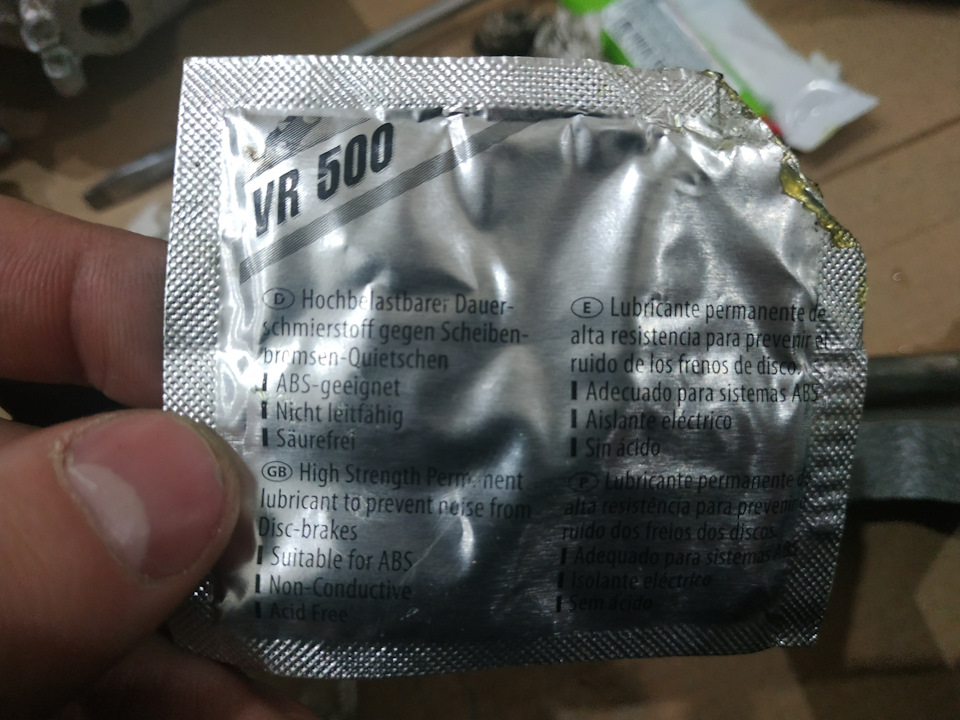 VR 500
D Hochbelastbarer Dauer-
schmierstoff gegen Scheiben-
bremsen-Quietschen
ABS-geeignet
Nicht leitfähig
Säurefrei
GB High Strength Permanent
lubricant to prevent noise from
Disc-brakes
Suitable for ABS
Non-Conductive
Acid Free
E Lubricante permanente de
alta resistencia para prevenir el
ruido de los frenos de disco.
Adecuado para sistemas ABS
Aislante eléctrico
Sin ácido
P Lubricante permanente de
alta resistência para prevenir
ruído dos freios dos discos.
Adequado para sistemas ABS
Isolante eléctrico
Sem ácido